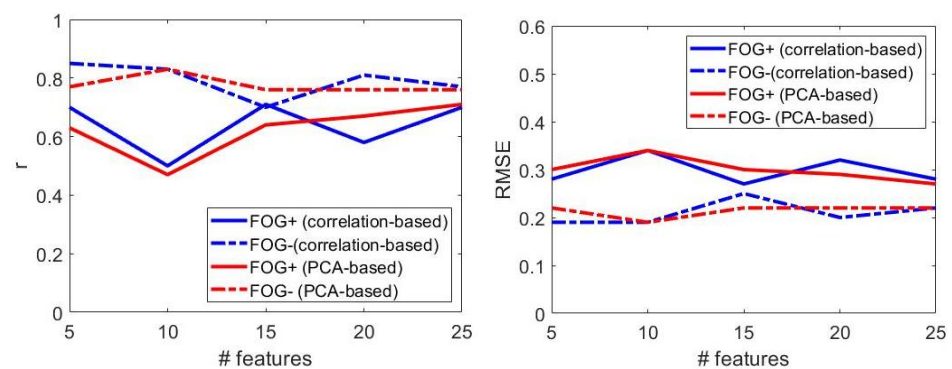 1
0.8
0.6
0.4
0.2
0
r
FOG+ (correlation-based)
FOG-(correlation-based)
FOG+ (PCA-based)
FOG- (PCA-based)
5 10 15 20 25
# features
0.6
0.5
0.4
0.3
0.2
0.1
0
RMSE
FOG+ (correlation-based)
FOG-(correlation-based)
FOG+ (PCA-based)
FOG- (PCA-based)
5 10 15 20 25
# features